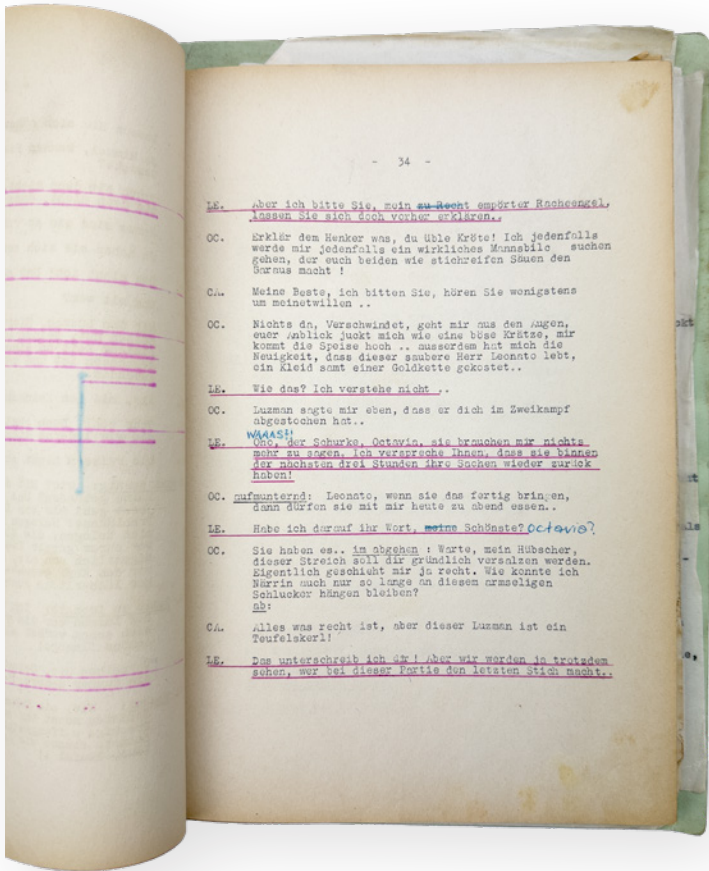 - 34 -
LE. Aber ich bitte Sie, mein zu Recht empörter Racheengel,
lassen Sie sich doch vorher erklären..
OC. Erklär dem Henker was, du üble Kröte! Ich jedenfalls
werde mir jedenfalls ein wirkliches Mannsbild suchen
gehen, der euch beiden wie stichreifen Säuen den
Garaus macht !
CA. Meine Beste, ich bitten Sie, hören Sie wenigstens
um meinetwillen ..
OC. Nichts da, Verschwindet, geht mir aus den Augen,
euer Anblick juckt mich wie eine böse Krätze, mir
kommt die Speise hoch .. ausserdem hat mich die
Neuigkeit, dass dieser saubere Herr Leonato lebt,
ein Kleid samt einer Goldkette gekostet..
LE. Wie das? Ich verstehe nicht ..
OC. Luzman sagte mir eben, dass er dich im Zweikampf
abgestochen hat..
WAAAS!!
LE. Oho, der Schurke, Octavia, sie brauchen mir nichts
mehr zu sagen. Ich verspreche Ihnen, dass sie binnen
der nächsten drei Stunden ihre Sachen wieder zurück
haben!
OC. aufmunternd: Leonato, wenn sie das fertig bringen,
dann dürfen sie mit mir heute zu abend essen..
LE. Habe ich darauf ihr Wort, meine Schönste? Octavia?
OC. Sie haben es.. im abgehen : Warte, mein Hübscher,
dieser Streich soll dir gründlich versalzen werden.
Eigentlich geschieht mir ja recht. Wie konnte ich
Närrin auch nur so lange an diesem armseligen
Schlucker hängen bleiben?
ab:
CA. Alles was recht ist, aber dieser Luzman ist ein
Teufelskerl!
LE. Das unterschreib ich dir! Aber wir werden ja trotzdem
sehen, wer bei dieser Partie den letzten Stich macht..